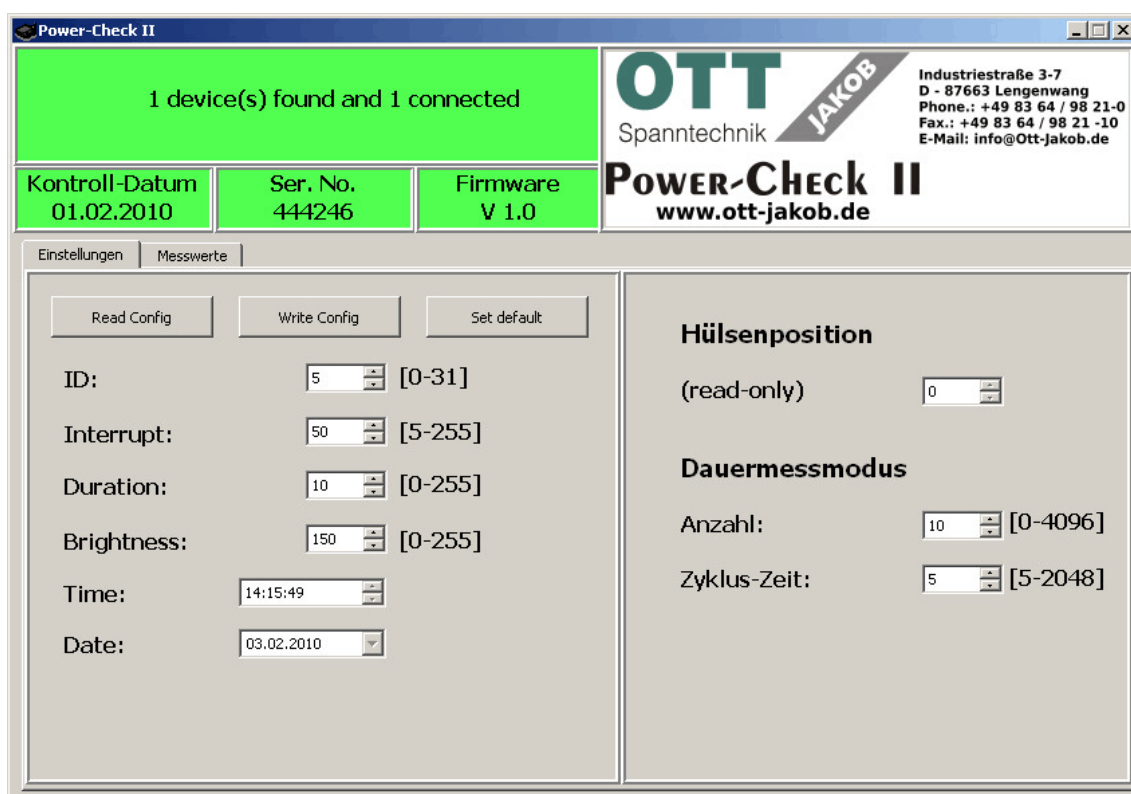 Power-Check II
1 device(s) found and 1 connected
Kontroll-Datum
01.02.2010
Ser. No.
444246
Firmware
V 1.0
OTT
JAKOB
Spanntechnik
Industriestraße 3-7
D - 87663 Lengenwang
Phone.: +49 83 64 / 98 21-0
Fax.: +49 83 64 / 98 21 -10
E-Mail: info@Ott-Jakob.de
Power-Check II
www.ott-jakob.de
Einstellungen
Messwerte
Read Config
Write Config
Set default
ID: 5 [0-31]
Interrupt: 50 [5-255]
Duration: 10 [0-255]
Brightness: 150 [0-255]
Time: 14:15:49
Date: 03.02.2010
Hülsenposition
(read-only) 0
Dauermessmodus
Anzahl: 10 [0-4096]
Zyklus-Zeit: 5 [5-2048]